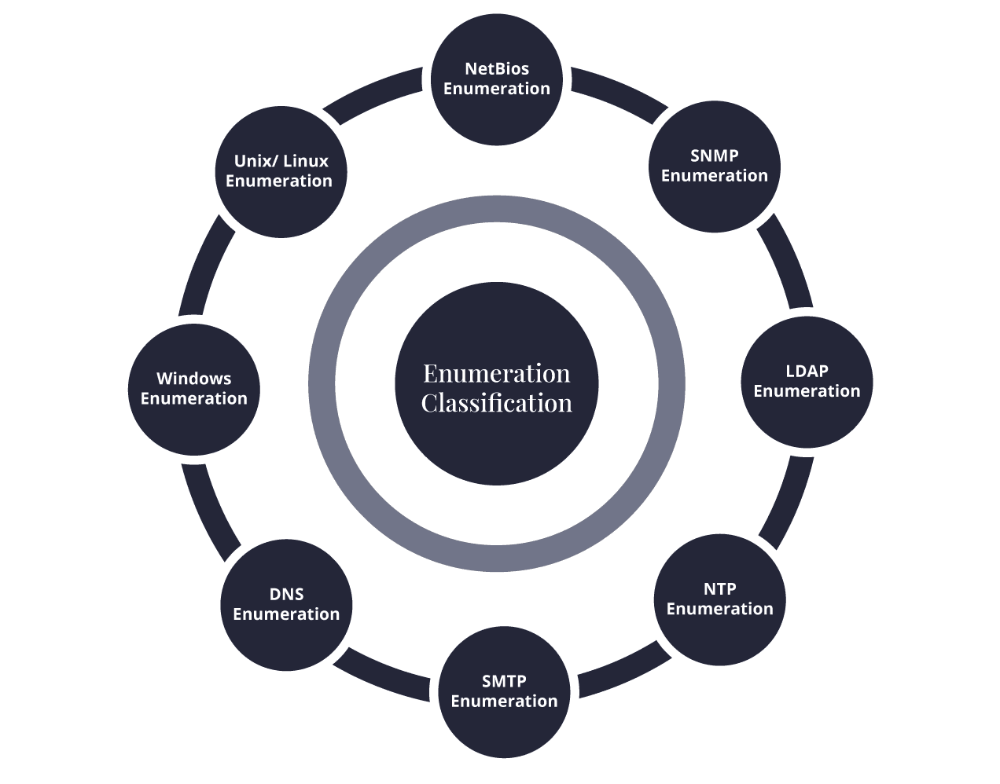 NetBios
Enumeration
SNMP
Enumeration
Unix/ Linux
Enumeration
Enumeration
Classification
LDAP
Enumeration
Windows
Enumeration
NTP
Enumeration
DNS
Enumeration
SMTP
Enumeration